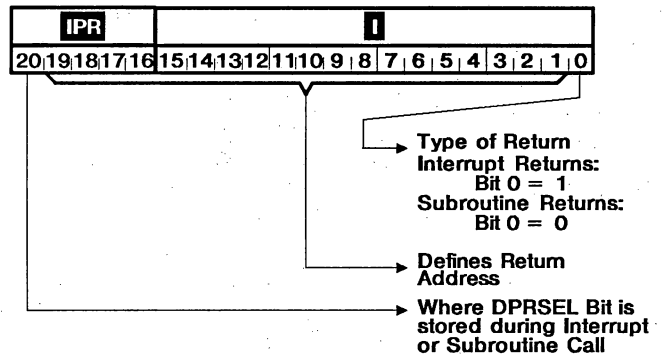 IPR I
20 19 18 17 16 15 14 13 12 11 10 9 8 7 6 5 4 3 2 1 0
Type of Return
Interrupt Returns:
Bit 0 = 1
Subroutine Returns:
Bit 0 = 0
Defines Return
Address
Where DPRSEL Bit is
stored during Interrupt
or Subroutine Call